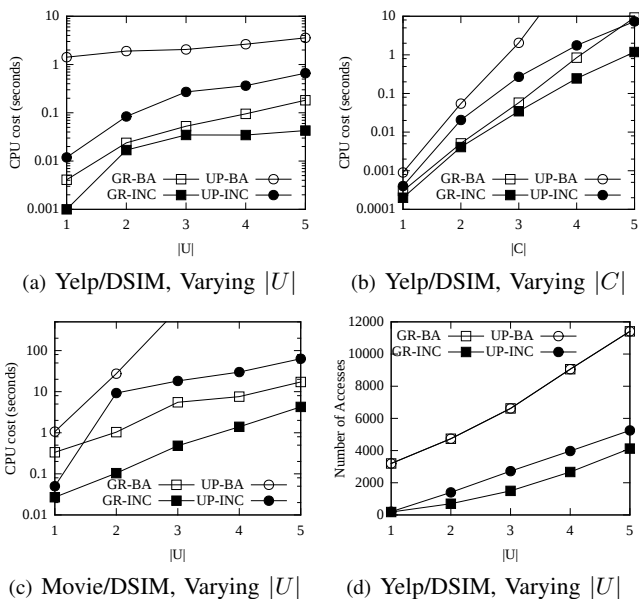 10
1
0.1
0.01
0.001
CPU cost (seconds)
GR-BA UP-BA
GR-INC UP-INC
1 2 3 4 5
|U|
(a) Yelp/DSIM, Varying |U|
10
1
0.1
0.01
0.001
0.0001
CPU cost (seconds)
GR-BA UP-BA
GR-INC UP-INC
1 2 3 4 5
|C|
(b) Yelp/DSIM, Varying |C|
100
10
1
0.1
0.01
CPU cost (seconds)
GR-BA UP-BA
GR-INC UP-INC
1 2 3 4 5
|U|
(c) Movie/DSIM, Varying |U|
12000
10000
8000
6000
4000
2000
0
Number of Accesses
GR-BA UP-BA
GR-INC UP-INC
1 2 3 4 5
|U|
(d) Yelp/DSIM, Varying |U|